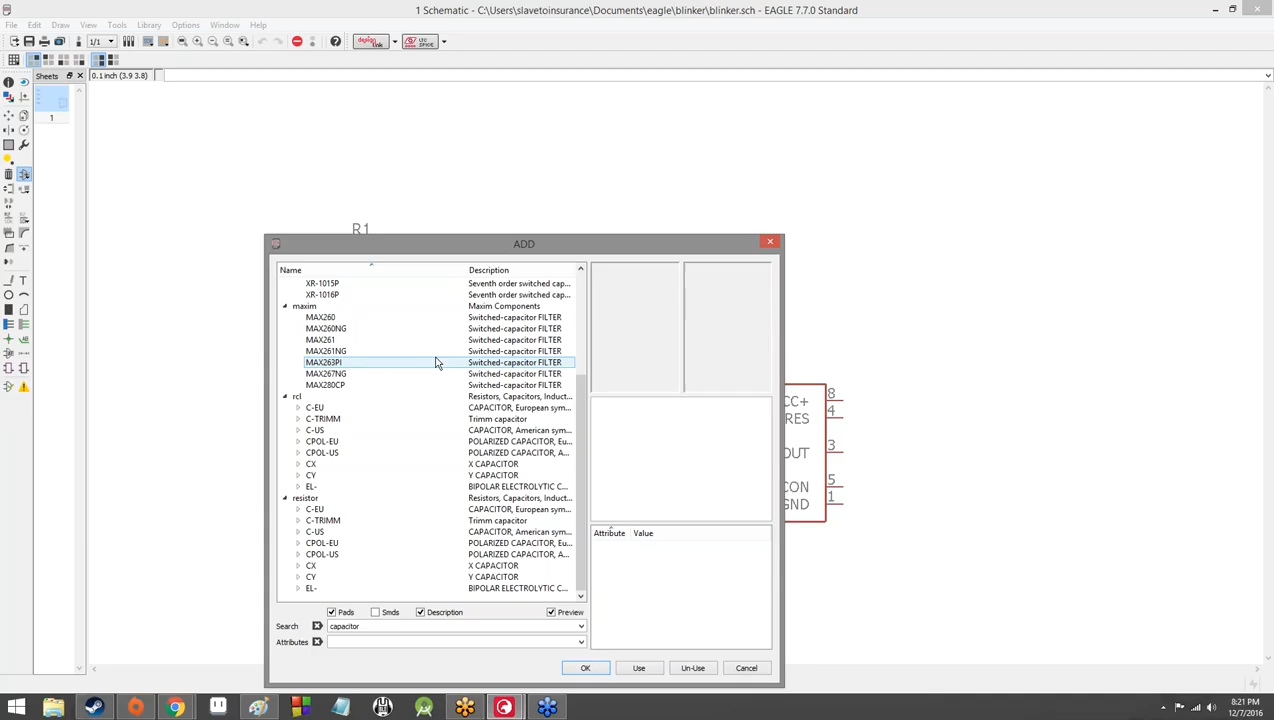 1 Schematic - C:\Users\slavetoinsurance\Documents\eagle\blinker\blinker.sch - EAGLE 7.7.0 Standard
File Edit Draw View Tools Library Options Window Help
1/1
design link
Sheets
0.1 inch (3.9 3.8)
1
R1
ADD
Name Description
XR-1015P Seventh order switched cap...
XR-1016P Seventh order switched cap...
maxim Maxim Components
MAX260 Switched-capacitor FILTER
MAX260NG Switched-capacitor FILTER
MAX261 Switched-capacitor FILTER
MAX261NG Switched-capacitor FILTER
MAX263PI Switched-capacitor FILTER
MAX267NG Switched-capacitor FILTER
MAX280CP Switched-capacitor FILTER
rcl Resistors, Capacitors, Induct...
C-EU CAPACITOR, European sym...
C-TRIMM Trimm capacitor
C-US CAPACITOR, American sym...
CPOL-EU POLARIZED CAPACITOR, Eu...
CPOL-US POLARIZED CAPACITOR, A...
CX X CAPACITOR
CY Y CAPACITOR
EL- BIPOLAR ELECTROLYTIC C...
resistor Resistors, Capacitors, Induct...
C-EU CAPACITOR, European sym...
C-TRIMM Trimm capacitor
C-US CAPACITOR, American sym...
CPOL-EU POLARIZED CAPACITOR, Eu...
CPOL-US POLARIZED CAPACITOR, A...
CX X CAPACITOR
CY Y CAPACITOR
EL- BIPOLAR ELECTROLYTIC C...
Attribute Value
Pads Smds Description Preview
Search capacitor
Attributes
OK Use Un-Use Cancel
CC+ 8
RES 4
OUT 3
CON 5
GND 1
8:21 PM
12/7/2016